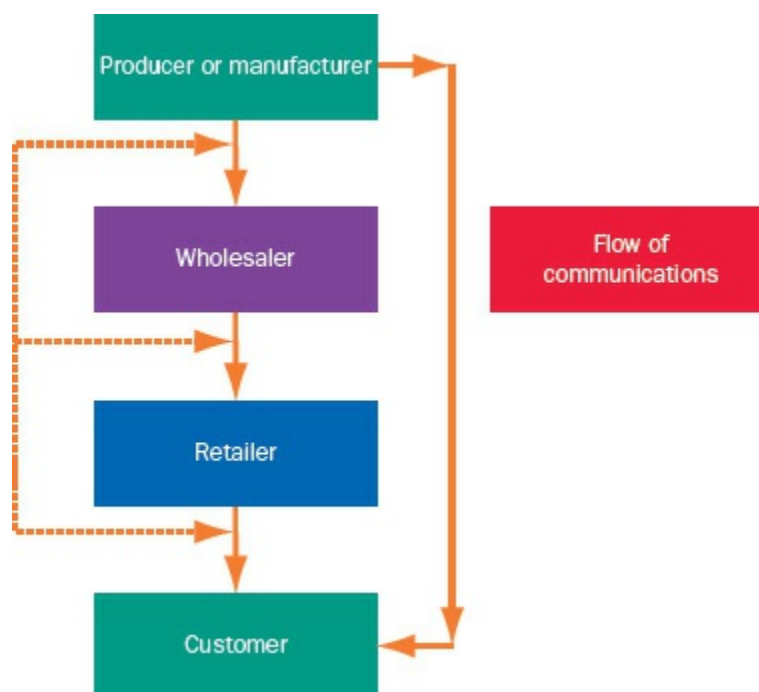 Producer or manufacturer
Wholesaler
Flow of
communications
Retailer
Customer